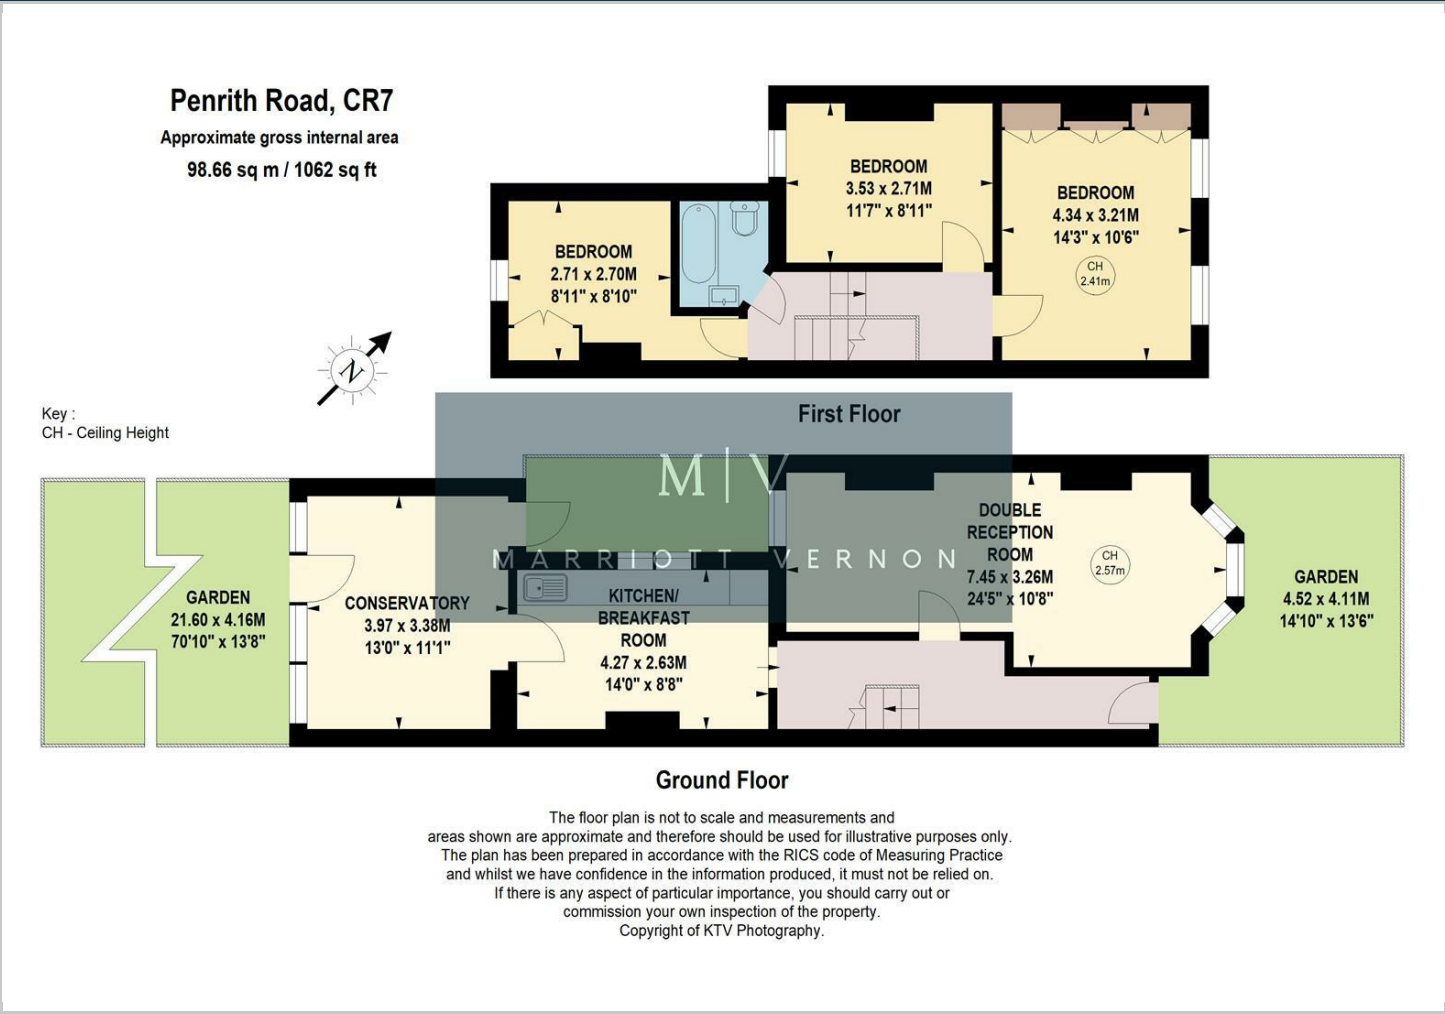 Penrith Road, CR7
Approximate gross internal area
98.66 sq m / 1062 sq ft
BEDROOM
3.53 x 2.71M
11'7" x 8'11"
BEDROOM
4.34 x 3.21M
14'3" x 10'6"
CH
2.41m
BEDROOM
2.71 x 2.70M
8'11" x 8'10"
N
Key :
CH - Ceiling Height
First Floor
M|V
MARRIOTT VERNON
GARDEN
21.60 x 4.16M
70'10" x 13'8"
CONSERVATORY
3.97 x 3.38M
13'0" x 11'1"
KITCHEN/
BREAKFAST
ROOM
4.27 x 2.63M
14'0" x 8'8"
DOUBLE
RECEPTION
ROOM
7.45 x 3.26M
24'5" x 10'8"
CH
2.57m
GARDEN
4.52 x 4.11M
14'10" x 13'6"
Ground Floor
The floor plan is not to scale and measurements and
areas shown are approximate and therefore should be used for illustrative purposes only.
The plan has been prepared in accordance with the RICS code of Measuring Practice
and whilst we have confidence in the information produced, it must not be relied on.
If there is any aspect of particular importance, you should carry out or
commission your own inspection of the property.
Copyright of KTV Photography.